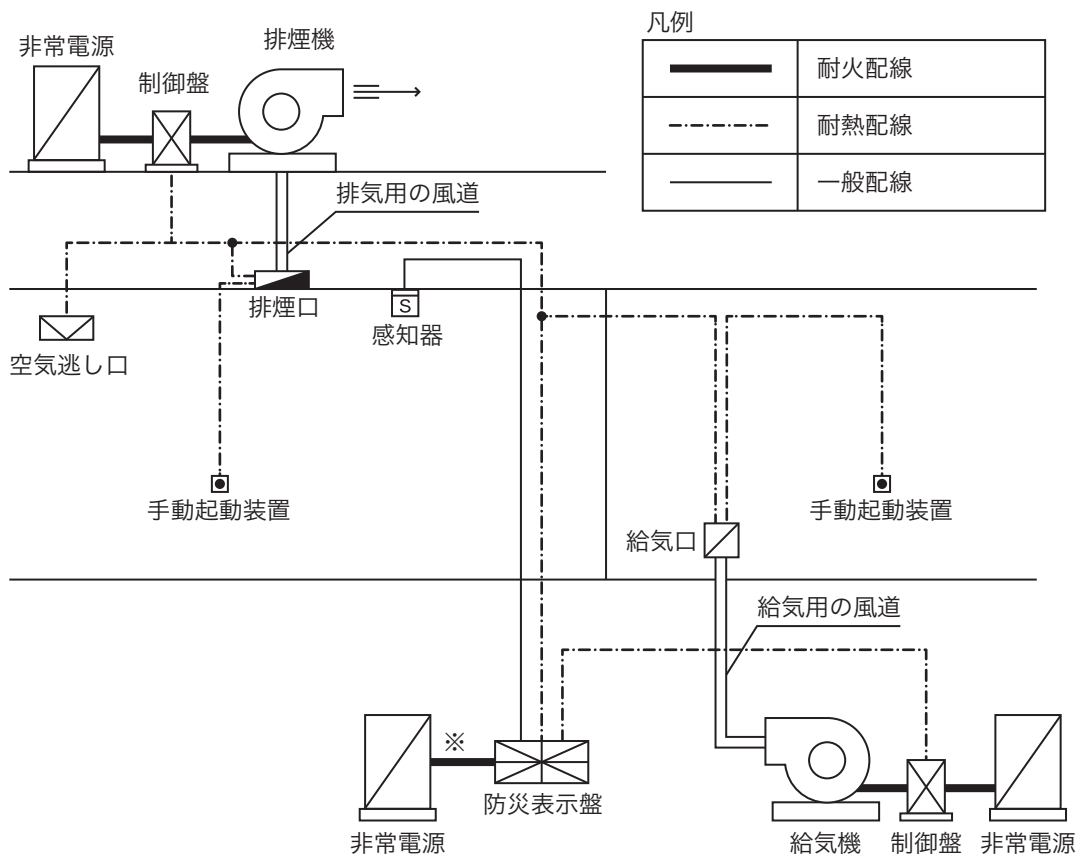 凡例
耐火配線
耐熱配線
一般配線
非常電源
制御盤
排煙機
排気用の風道
排煙口
S
感知器
空気逃し口
手動起動装置
手動起動装置
給気口
給気用の風道
※
非常電源
防災表示盤
給気機
制御盤
非常電源